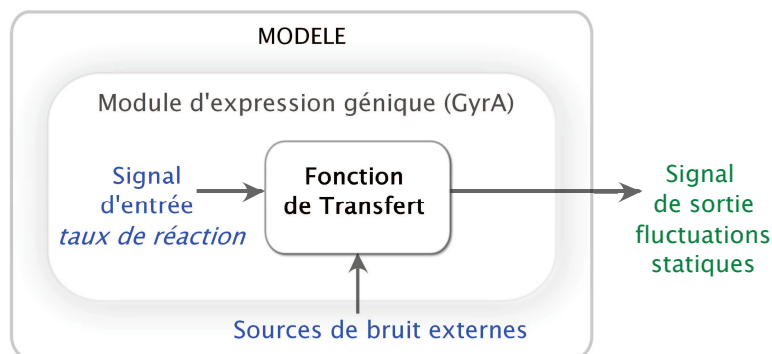 MODELE
Module d'expression génique (GyrA)
Signal
d'entrée
taux de réaction
Fonction
de Transfert
Signal
de sortie
fluctuations
statiques
Sources de bruit externes